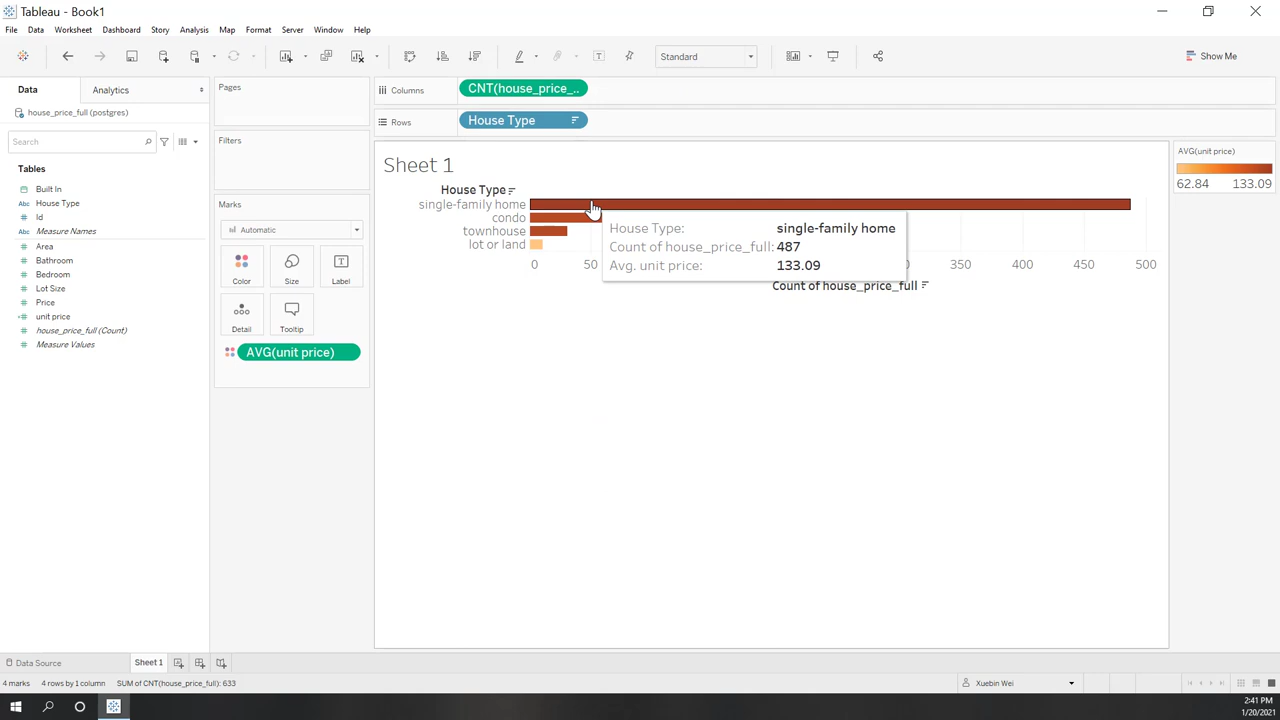 Tableau - Book1
File Data Worksheet Dashboard Story Analysis Map Format Server Window Help
Standard
Show Me
Data Analytics
house_price_full (postgres)
Search
Tables
Built In
Abc House Type
Id
Abc Measure Names
Area
Bathroom
Bedroom
Lot Size
Price
unit price
house_price_full (Count)
Measure Values
Pages
Filters
Marks
Automatic
Color Size Label
Detail Tooltip
AVG(unit price)
Columns CNT(house_price_..
Rows House Type
Sheet 1
House Type
single-family home
condo
townhouse
lot or land
0 50 350 400 450 500
Count of house_price_full
House Type: single-family home
Count of house_price_full: 487
Avg. unit price: 133.09
AVG(unit price)
62.84 133.09
Data Source Sheet 1
4 marks 4 rows by 1 column SUM of CNT(house_price_full): 633
Xuebin Wei
2:41 PM
1/20/2021